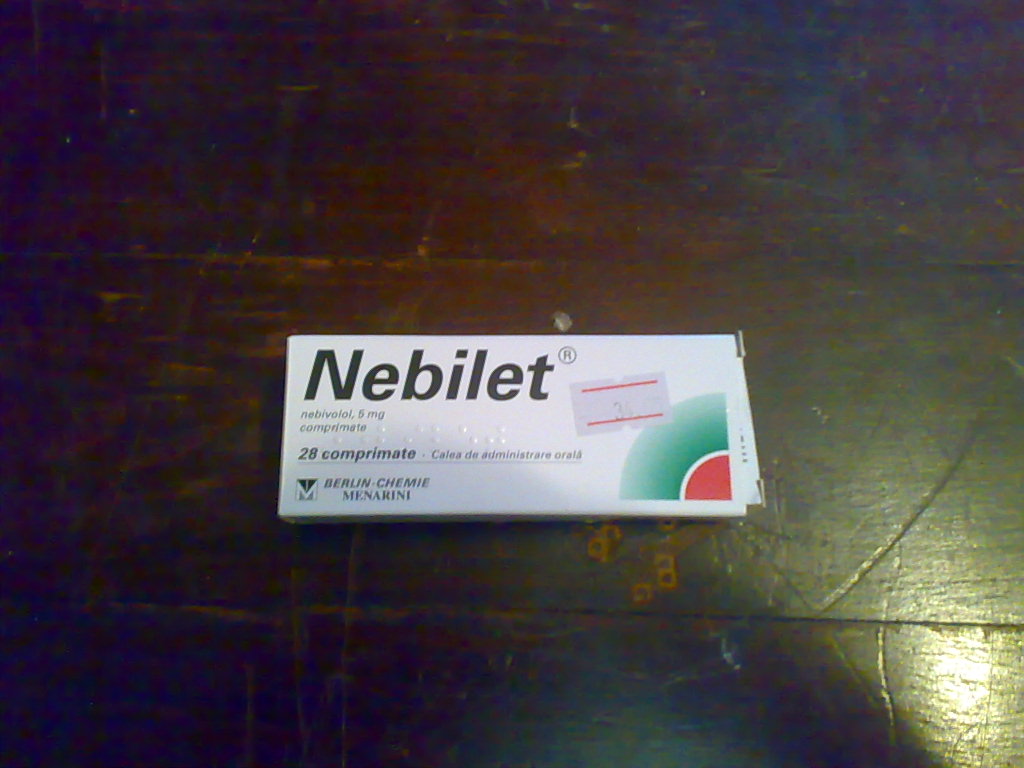 Nebilet®
nebivolol, 5 mg
comprimate
28 comprimate · Calea de administrare orală
BERLIN-CHEMIE
MENARINI